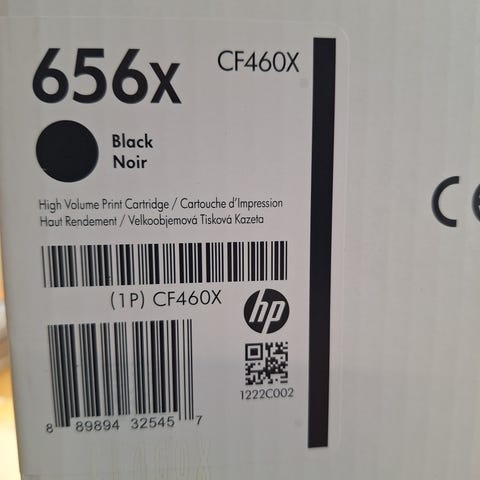 656X
CF460X
Black
Noir
High Volume Print Cartridge / Cartouche d'Impression
Haut Rendement / Velkoobjemová Tisková Kazeta
(1P) CF460X
hp
1222C002
8 89894 32545 7
CE